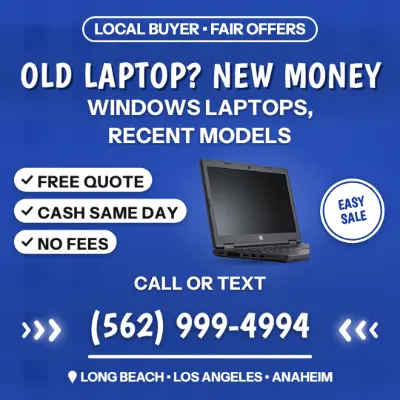 LOCAL BUYER • FAIR OFFERS
OLD LAPTOP? NEW MONEY
WINDOWS LAPTOPS,
RECENT MODELS
✓ FREE QUOTE
✓ CASH SAME DAY
✓ NO FEES
EASY
SALE
CALL OR TEXT
(562) 999-4994
LONG BEACH • LOS ANGELES • ANAHEIM